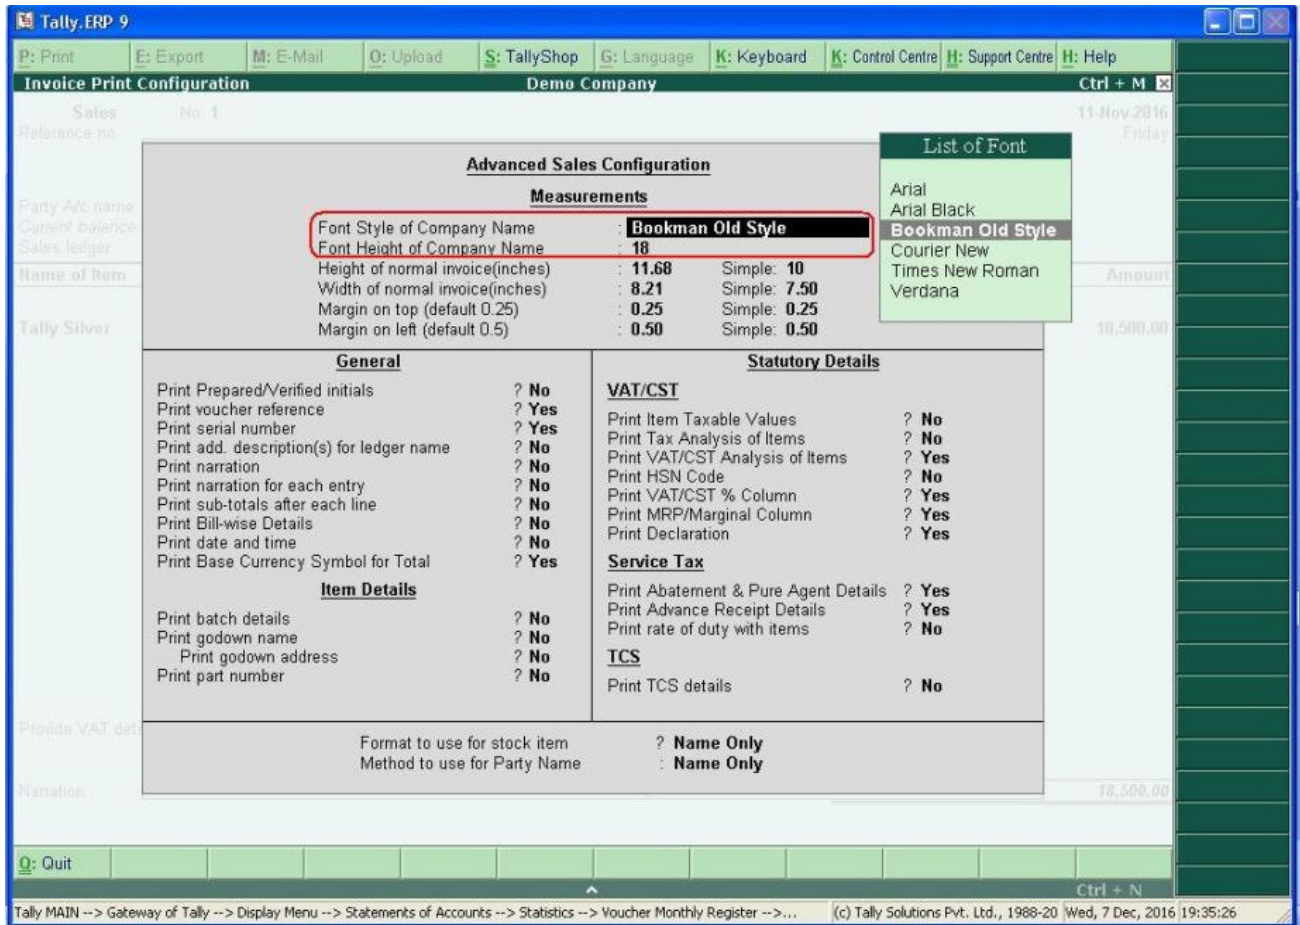 Tally.ERP 9
P: Print E: Export M: E-Mail O: Upload S: TallyShop G: Language K: Keyboard K: Control Centre H: Support Centre H: Help
Invoice Print Configuration Demo Company Ctrl + M
Sales No. 1 11-Nov-2016
Reference no. Friday
List of Font
Advanced Sales Configuration
Measurements
Arial
Party A/c name
Arial Black
Current balance
Font Style of Company Name : Bookman Old Style
Bookman Old Style
Sales ledger
Font Height of Company Name : 18
Courier New
Name of Item
Height of normal invoice(inches) : 11.68 Simple: 10
Times New Roman
Amount
Width of normal invoice(inches) : 8.21 Simple: 7.50
Verdana
Margin on top (default 0.25) : 0.25 Simple: 0.25
Tally Silver
Margin on left (default 0.5) : 0.50 Simple: 0.50
18,500.00
General
Print Prepared/Verified initials ? No
Print voucher reference ? Yes
Print serial number ? Yes
Print add. description(s) for ledger name ? No
Print narration ? No
Print narration for each entry ? No
Print sub-totals after each line ? No
Print Bill-wise Details ? No
Print date and time ? No
Print Base Currency Symbol for Total ? Yes
Item Details
Print batch details ? No
Print godown name ? No
Print godown address ? No
Print part number ? No
Statutory Details
VAT/CST
Print Item Taxable Values ? No
Print Tax Analysis of Items ? No
Print VAT/CST Analysis of Items ? Yes
Print HSN Code ? No
Print VAT/CST % Column ? Yes
Print MRP/Marginal Column ? Yes
Print Declaration ? Yes
Service Tax
Print Abatement & Pure Agent Details ? Yes
Print Advance Receipt Details ? Yes
Print rate of duty with items ? No
TCS
Print TCS details ? No
Provide VAT
Format to use for stock item ? Name Only
Method to use for Party Name : Name Only
Narration: 18,500.00
Q: Quit
Ctrl + N
Tally MAIN --> Gateway of Tally --> Display Menu --> Statements of Accounts --> Statistics --> Voucher Monthly Register -->... (c) Tally Solutions Pvt. Ltd., 1988-20 Wed, 7 Dec, 2016 19:35:26